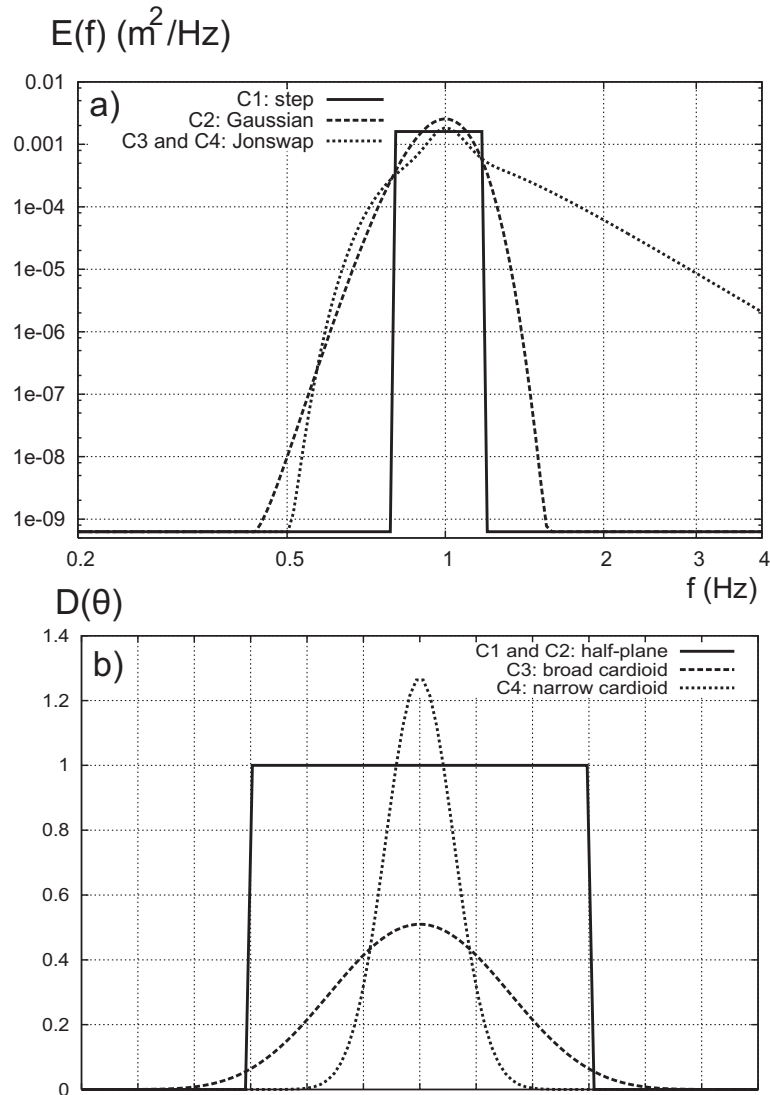 E(f) (m²/Hz)
0.01
a)
C1: step
C2: Gaussian
C3 and C4: Jonswap
0.001
1e-04
1e-05
1e-06
1e-07
1e-08
1e-09
0.2 0.5 1 2 3 4
f (Hz)
D(θ)
1.4
b)
C1 and C2: half-plane
C3: broad cardioid
C4: narrow cardioid
1.2
1
0.8
0.6
0.4
0.2
0